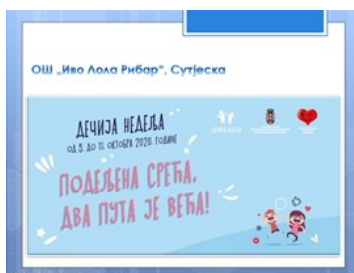 ОШ „Иво Лола Рибар“, Сутјеска
ДЕЧИЈА НЕДЕЉА
ОД 5. ДО 11. ОКТОБРА 2020. ГОДИНЕ
ПОДЕЉЕНА СРЕЋА,
ДВА ПУТА ЈЕ ВЕЋА!